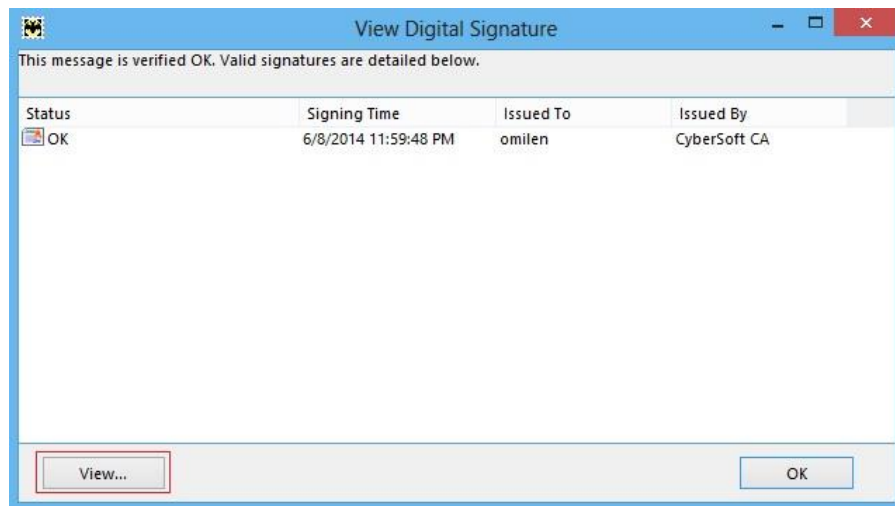 View Digital Signature
This message is verified OK. Valid signatures are detailed below.
Status Signing Time Issued To Issued By
OK 6/8/2014 11:59:48 PM omilen CyberSoft CA
View... OK